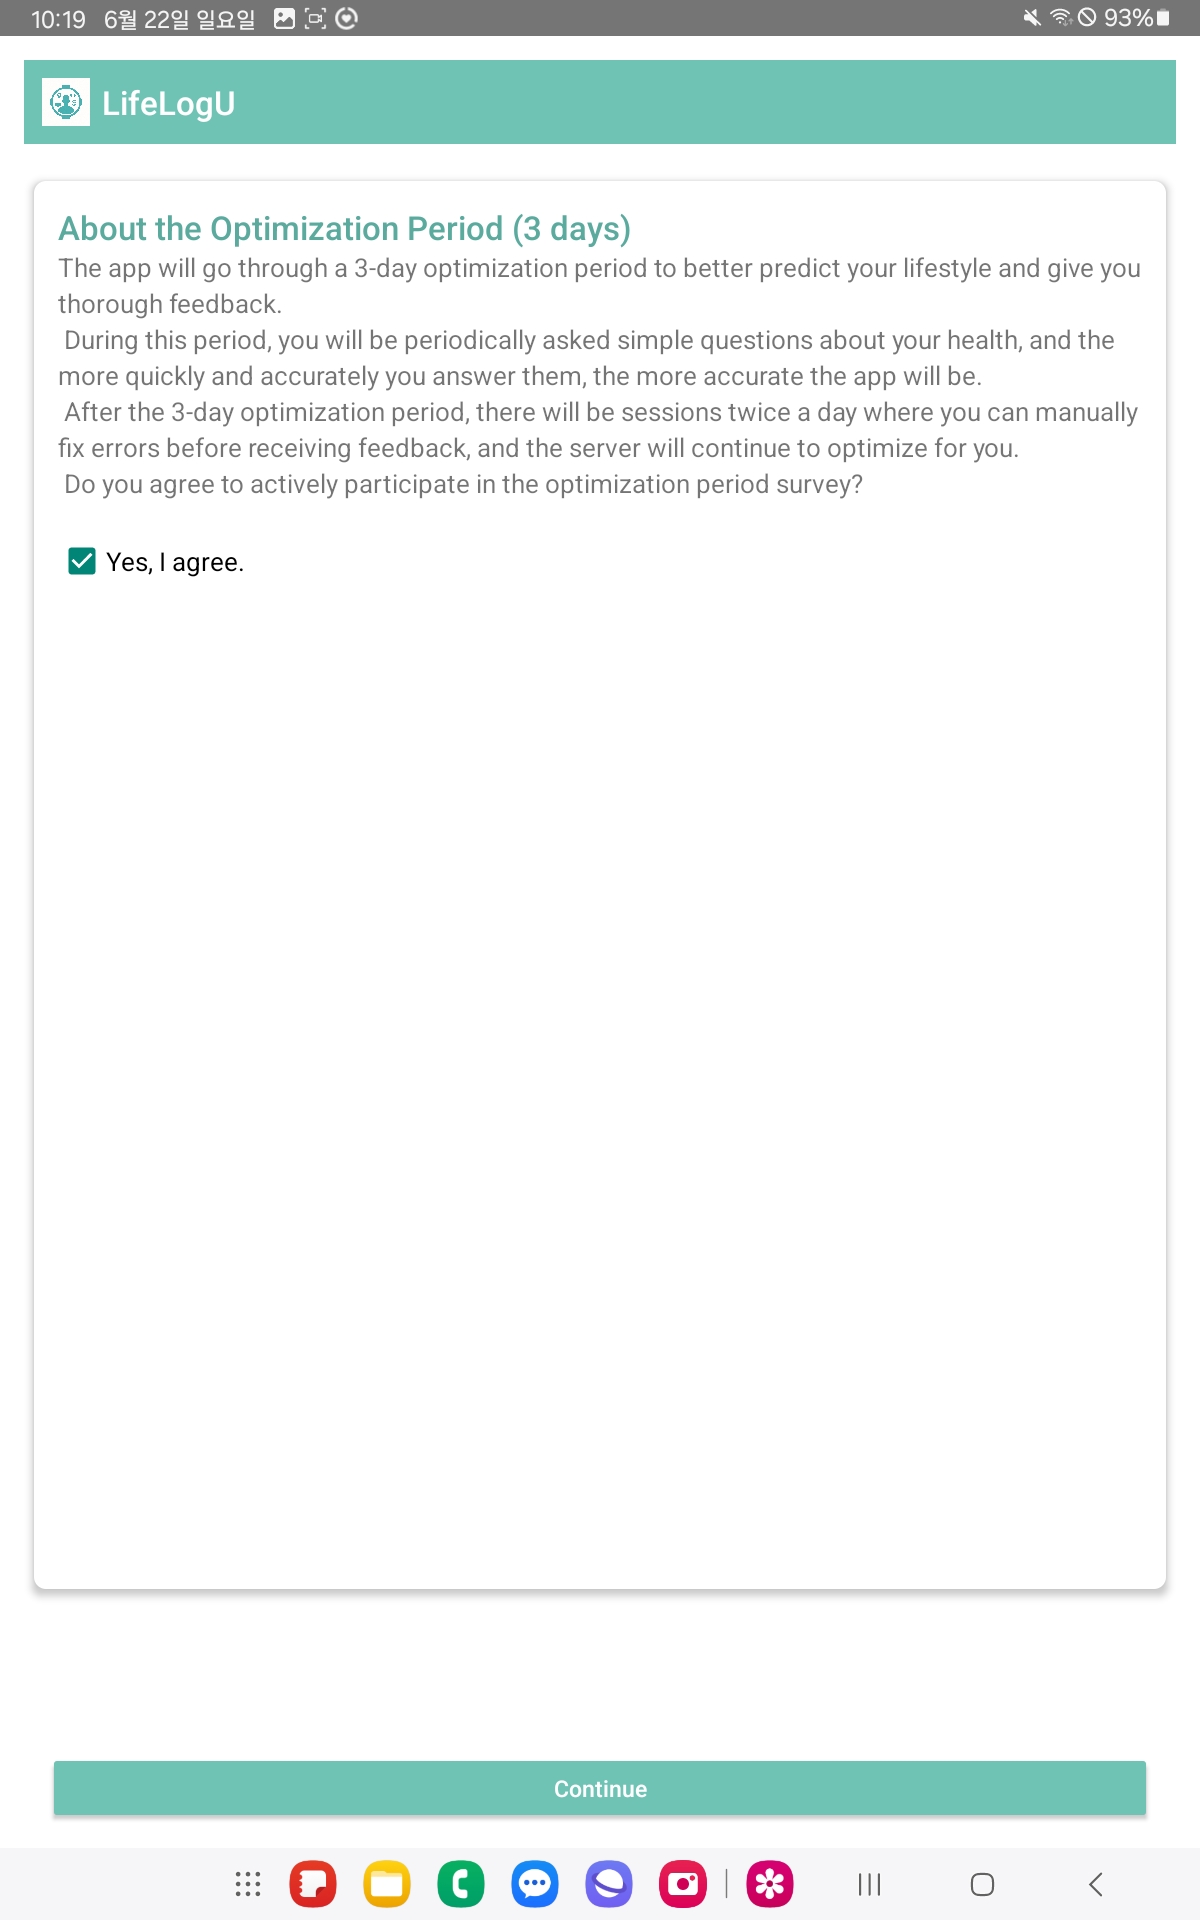 10:19 6월 22일 일요일 93%
LifeLogU
About the Optimization Period (3 days)
The app will go through a 3-day optimization period to better predict your lifestyle and give you
thorough feedback.
During this period, you will be periodically asked simple questions about your health, and the
more quickly and accurately you answer them, the more accurate the app will be.
After the 3-day optimization period, there will be sessions twice a day where you can manually
fix errors before receiving feedback, and the server will continue to optimize for you.
Do you agree to actively participate in the optimization period survey?
Yes, I agree.
Continue